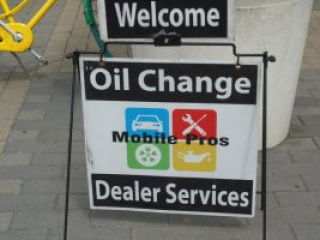 Welcome
Oil Change
Mobile Pros
Dealer Services